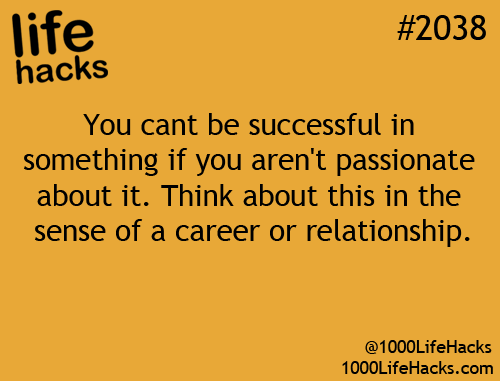 life
hacks
#2038
You cant be successful in
something if you aren't passionate
about it. Think about this in the
sense of a career or relationship.
@1000LifeHacks
1000LifeHacks.com